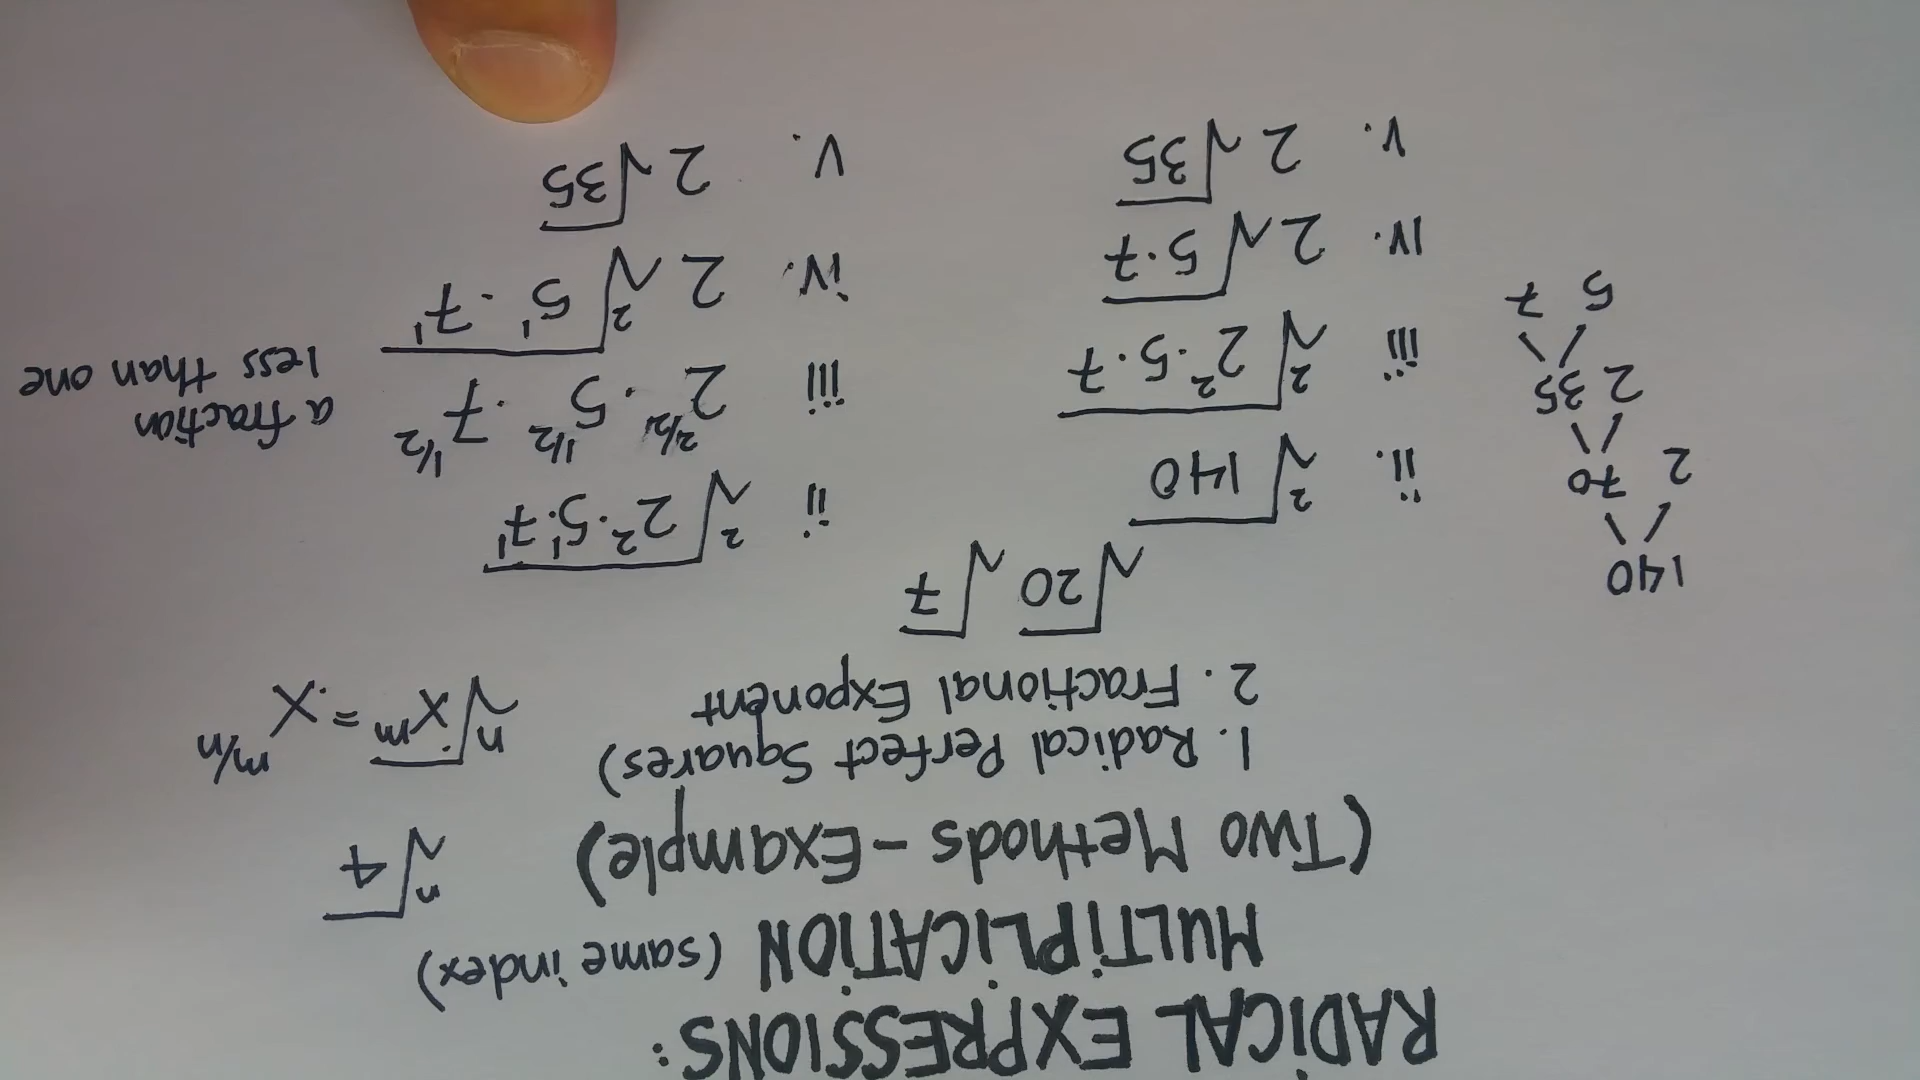 RADICAL EXPRESSIONS:
MULTIPLICATION (same index)
(Two Methods - Example)
ⁿ√4
1. Radical Perfect Squares)
2. Fractional Exponent
ⁿ√xᵐ = x^m/n
√20 √7
140
2 70
2 35
5 7
ii. ²√140
iii ²√2²·5·7
iv. 2√5·7
v. 2√35
ii ²√2²·5¹·7¹
iii 2^2/2 · 5^1/2 · 7^1/2
a fraction
less than one
iv. 2 ²√5¹·7¹
v. 2√35